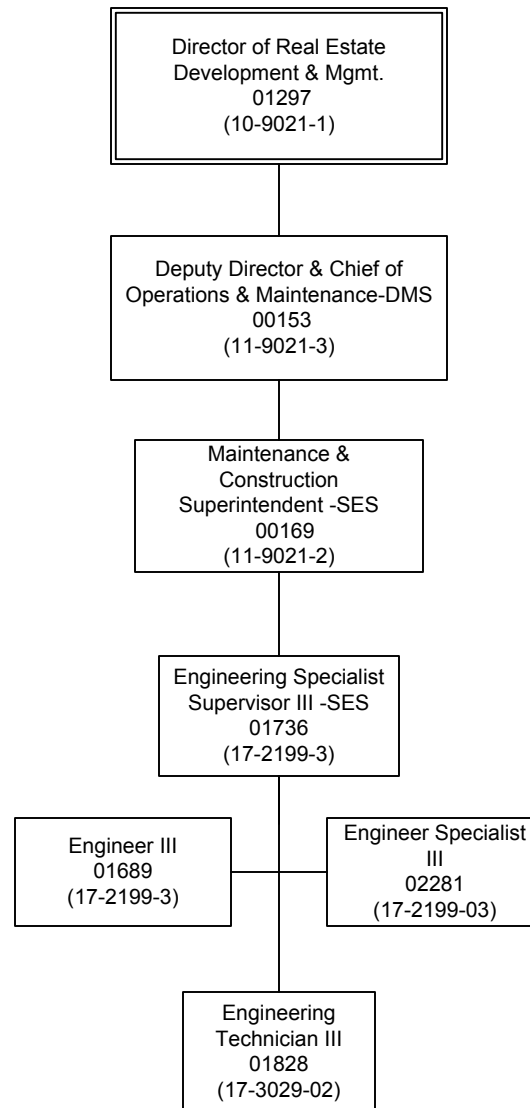 Director of Real Estate
Development & Mgmt.
01297
(10-9021-1)
Deputy Director & Chief of
Operations & Maintenance-DMS
00153
(11-9021-3)
Maintenance &
Construction
Superintendent -SES
00169
(11-9021-2)
Engineering Specialist
Supervisor III -SES
01736
(17-2199-3)
Engineer III
01689
(17-2199-3)
Engineer Specialist
III
02281
(17-2199-03)
Engineering
Technician III
01828
(17-3029-02)